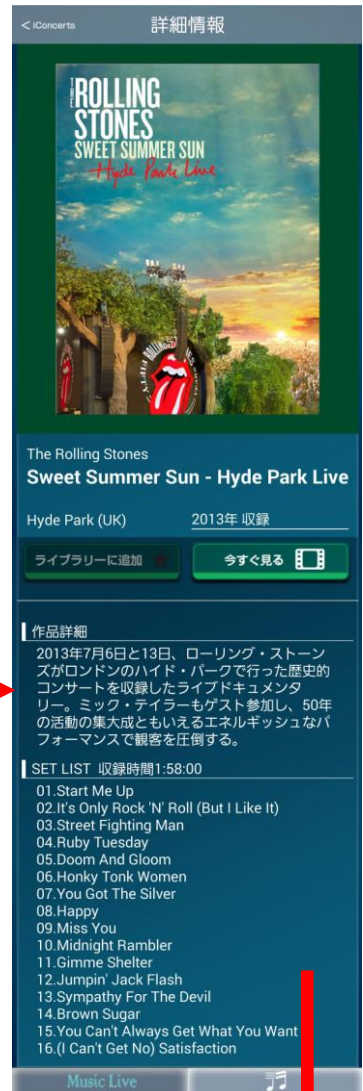 < iConcerts
詳細情報
THE
ROLLING
STONES
SWEET SUMMER SUN
Hyde Park Live
The Rolling Stones
Sweet Summer Sun - Hyde Park Live
Hyde Park (UK)
2013年 収録
ライブラリーに追加
今すぐ見る
作品詳細
2013年7月6日と13日、ローリング・ストーン
ズがロンドンのハイド・パークで行った歴史的
コンサートを収録したライブドキュメンタ
リー。ミック・テイラーもゲスト参加し、50年
の活動の集大成ともいえるエネルギッシュなパ
フォーマンスで観客を圧倒する。
SET LIST 収録時間1:58:00
01.Start Me Up
02.It's Only Rock 'N' Roll (But I Like It)
03.Street Fighting Man
04.Ruby Tuesday
05.Doom And Gloom
06.Honky Tonk Women
07.You Got The Silver
08.Happy
09.Miss You
10.Midnight Rambler
11.Gimme Shelter
12.Jumpin' Jack Flash
13.Sympathy For The Devil
14.Brown Sugar
15.You Can't Always Get What You Want
16.(I Can't Get No) Satisfaction
Music Live